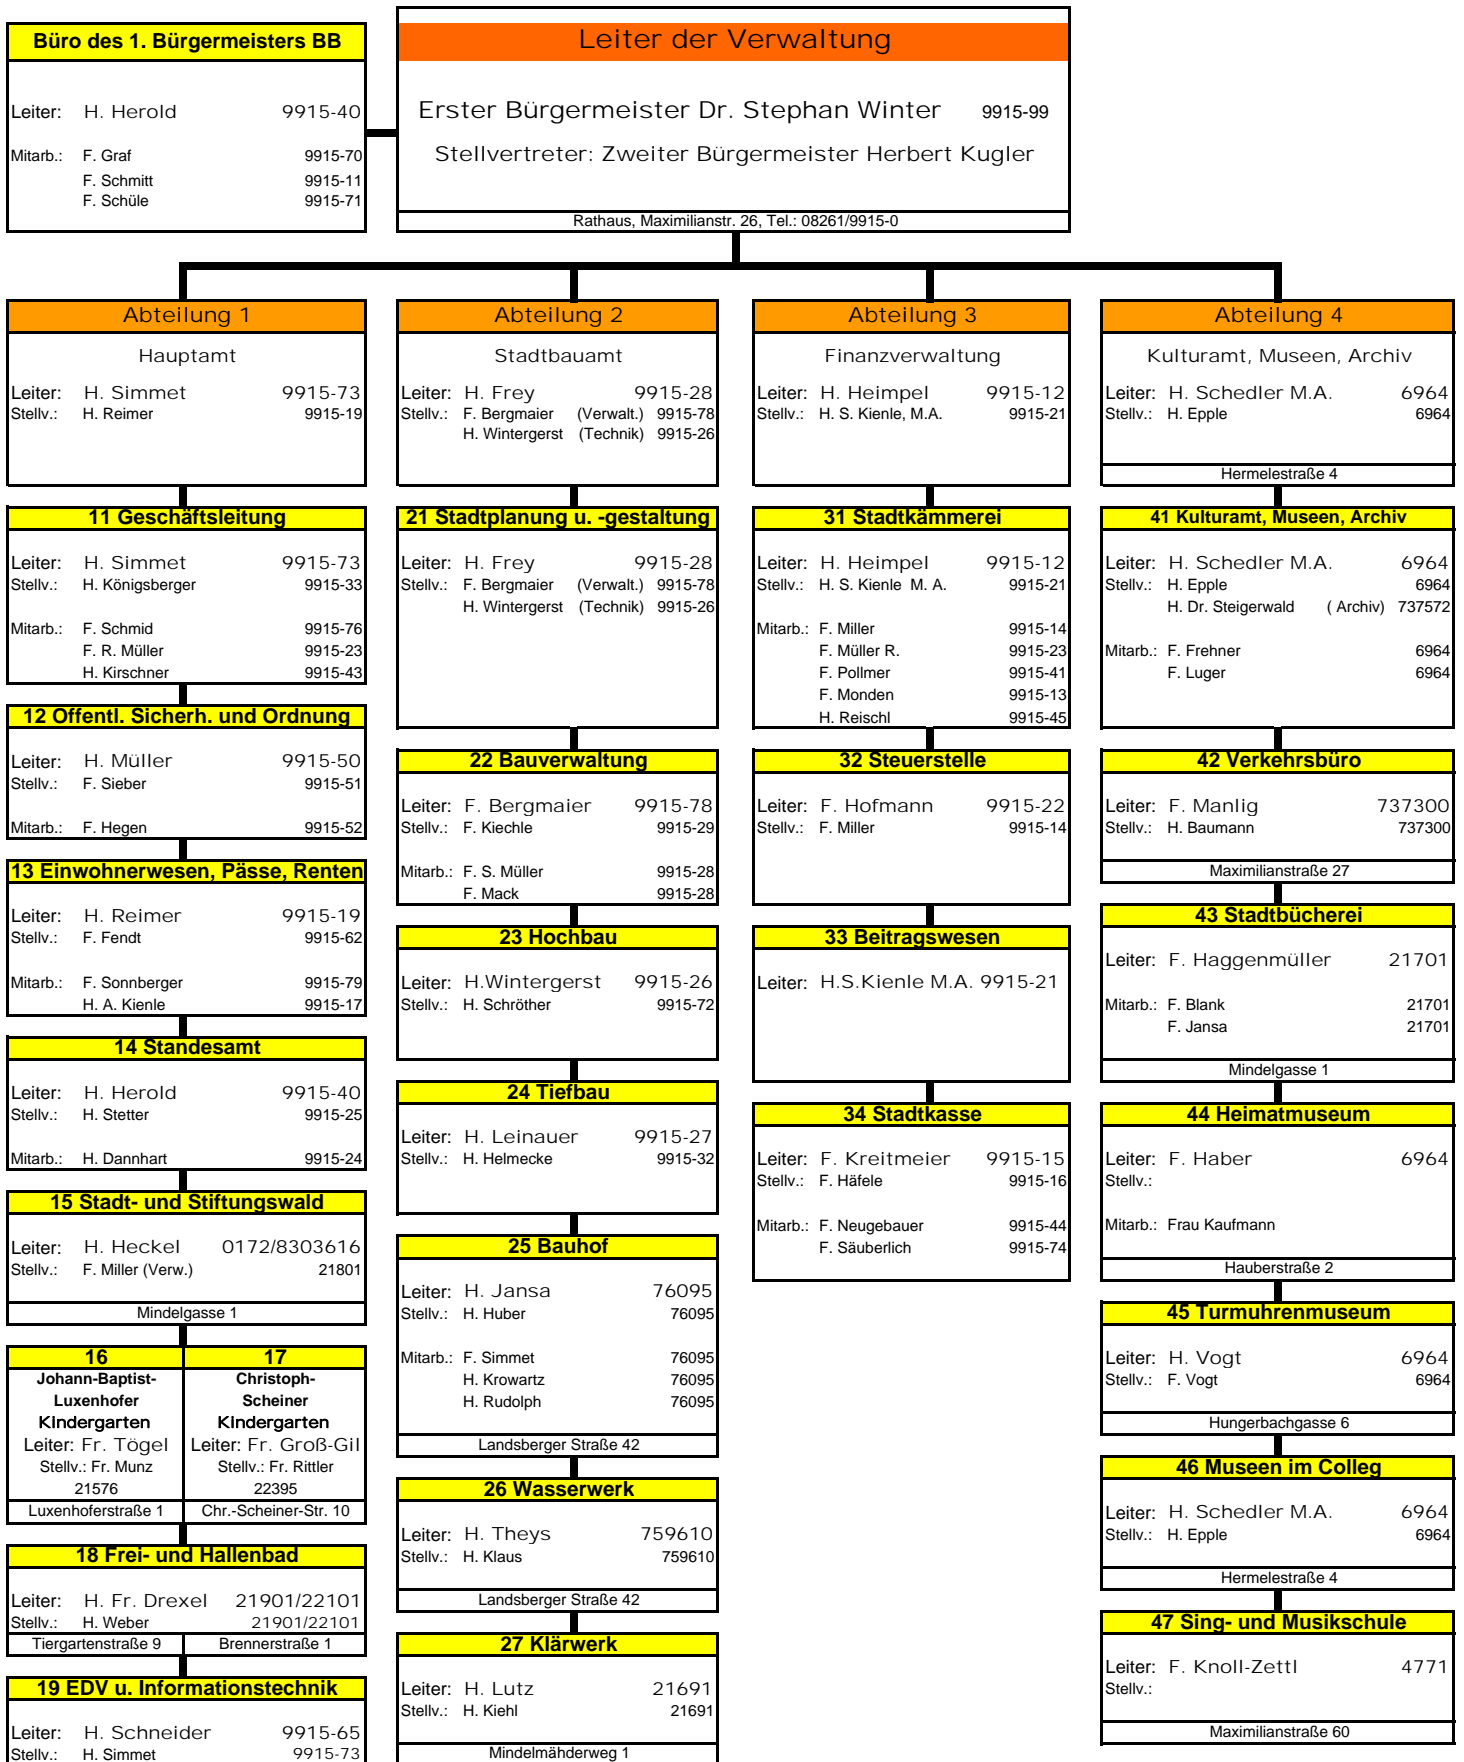 Büro des 1. Bürgermeisters BB
Leiter: H. Herold 9915-40
Mitarb.: F. Graf 9915-70
F. Schmitt 9915-11
F. Schüle 9915-71
Leiter der Verwaltung
Erster Bürgermeister Dr. Stephan Winter 9915-99
Stellvertreter: Zweiter Bürgermeister Herbert Kugler
Rathaus, Maximilianstr. 26, Tel.: 08261/9915-0
Abteilung 1
Hauptamt
Leiter: H. Simmet 9915-73
Stellv.: H. Reimer 9915-19
11 Geschäftsleitung
Leiter: H. Simmet 9915-73
Stellv.: H. Königsberger 9915-33
Mitarb.: F. Schmid 9915-76
F. R. Müller 9915-23
H. Kirschner 9915-43
12 Öffentl. Sicherh. und Ordnung
Leiter: H. Müller 9915-50
Stellv.: F. Sieber 9915-51
Mitarb.: F. Hegen 9915-52
13 Einwohnerwesen, Pässe, Renten
Leiter: H. Reimer 9915-19
Stellv.: F. Fendt 9915-62
Mitarb.: F. Sonnberger 9915-79
H. A. Kienle 9915-17
14 Standesamt
Leiter: H. Herold 9915-40
Stellv.: H. Stetter 9915-25
Mitarb.: H. Dannhart 9915-24
15 Stadt- und Stiftungswald
Leiter: H. Heckel 0172/8303616
Stellv.: F. Miller (Verw.) 21801
Mindelgasse 1
16
Johann-Baptist-
Luxenhofer
Kindergarten
Leiter: Fr. Tögel
Stellv.: Fr. Munz
21576
Luxenhoferstraße 1
17
Christoph-
Scheiner
Kindergarten
Leiter: Fr. Groß-Gil
Stellv.: Fr. Rittler
22395
Chr.-Scheiner-Str. 10
18 Frei- und Hallenbad
Leiter: H. Fr. Drexel 21901/22101
Stellv.: H. Weber 21901/22101
Tiergartenstraße 9 Brennerstraße 1
19 EDV u. Informationstechnik
Leiter: H. Schneider 9915-65
Stellv.: H. Simmet 9915-73
Abteilung 2
Stadtbauamt
Leiter: H. Frey 9915-28
Stellv.: F. Bergmaier (Verwalt.) 9915-78
H. Wintergerst (Technik) 9915-26
21 Stadtplanung u. -gestaltung
Leiter: H. Frey 9915-28
Stellv.: F. Bergmaier (Verwalt.) 9915-78
H. Wintergerst (Technik) 9915-26
22 Bauverwaltung
Leiter: F. Bergmaier 9915-78
Stellv.: F. Kiechle 9915-29
Mitarb.: F. S. Müller 9915-28
F. Mack 9915-28
23 Hochbau
Leiter: H.Wintergerst 9915-26
Stellv.: H. Schröther 9915-72
24 Tiefbau
Leiter: H. Leinauer 9915-27
Stellv.: H. Helmecke 9915-32
25 Bauhof
Leiter: H. Jansa 76095
Stellv.: H. Huber 76095
Mitarb.: F. Simmet 76095
H. Krowartz 76095
H. Rudolph 76095
Landsberger Straße 42
26 Wasserwerk
Leiter: H. Theys 759610
Stellv.: H. Klaus 759610
Landsberger Straße 42
27 Klärwerk
Leiter: H. Lutz 21691
Stellv.: H. Kiehl 21691
Mindelmähderweg 1
Abteilung 3
Finanzverwaltung
Leiter: H. Heimpel 9915-12
Stellv.: H. S. Kienle, M.A. 9915-21
31 Stadtkämmerei
Leiter: H. Heimpel 9915-12
Stellv.: H. S. Kienle M. A. 9915-21
Mitarb.: F. Miller 9915-14
F. Müller R. 9915-23
F. Pollmer 9915-41
F. Monden 9915-13
H. Reischl 9915-45
32 Steuerstelle
Leiter: F. Hofmann 9915-22
Stellv.: F. Miller 9915-14
33 Beitragswesen
Leiter: H.S.Kienle M.A. 9915-21
34 Stadtkasse
Leiter: F. Kreitmeier 9915-15
Stellv.: F. Häfele 9915-16
Mitarb.: F. Neugebauer 9915-44
F. Säuberlich 9915-74
Abteilung 4
Kulturamt, Museen, Archiv
Leiter: H. Schedler M.A. 6964
Stellv.: H. Epple 6964
Hermelestraße 4
41 Kulturamt, Museen, Archiv
Leiter: H. Schedler M.A. 6964
Stellv.: H. Epple 6964
H. Dr. Steigerwald ( Archiv) 737572
Mitarb.: F. Frehner 6964
F. Luger 6964
42 Verkehrsbüro
Leiter: F. Manlig 737300
Stellv.: H. Baumann 737300
Maximilianstraße 27
43 Stadtbücherei
Leiter: F. Haggenmüller 21701
Mitarb.: F. Blank 21701
F. Jansa 21701
Mindelgasse 1
44 Heimatmuseum
Leiter: F. Haber 6964
Stellv.:
Mitarb.: Frau Kaufmann
Hauberstraße 2
45 Turmuhrenmuseum
Leiter: H. Vogt 6964
Stellv.: F. Vogt 6964
Hungerbachgasse 6
46 Museen im Colleg
Leiter: H. Schedler M.A. 6964
Stellv.: H. Epple 6964
Hermelestraße 4
47 Sing- und Musikschule
Leiter: F. Knoll-Zettl 4771
Stellv.:
Maximilianstraße 60